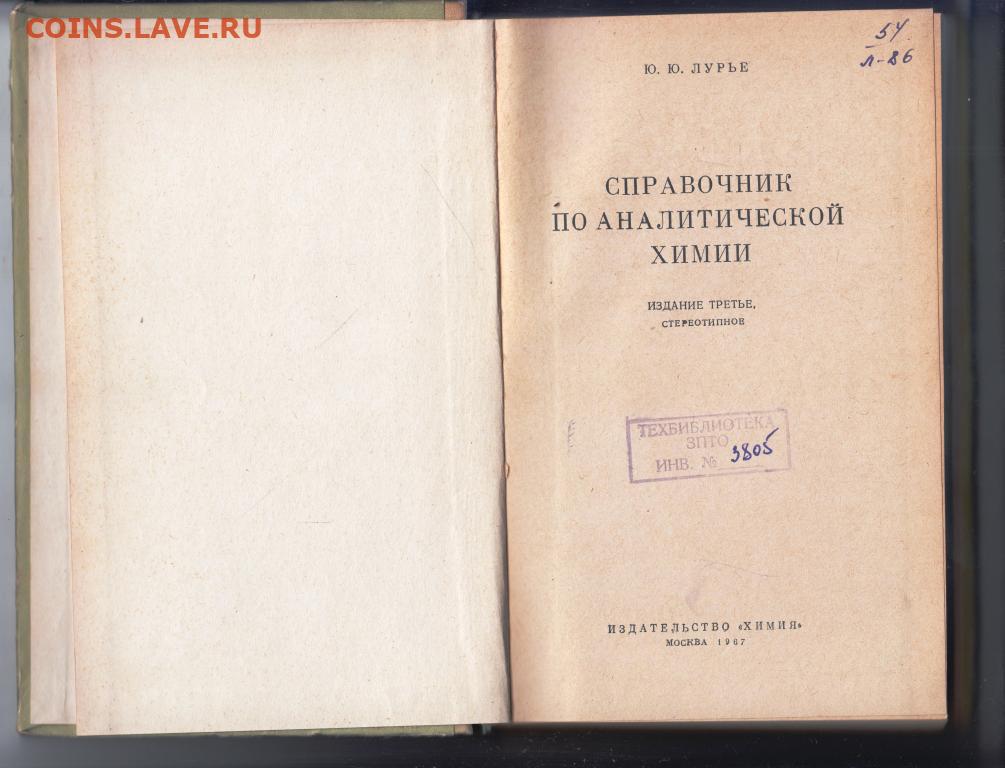 COINS.LAVE.RU
54
Л-86
Ю. Ю. ЛУРЬЕ
СПРАВОЧНИК
ПО АНАЛИТИЧЕСКОЙ
ХИМИИ
ИЗДАНИЕ ТРЕТЬЕ,
СТЕРЕОТИПНОЕ
ТЕХБИБЛИОТЕКА
ЗПТО
ИНВ. № 3805
ИЗДАТЕЛЬСТВО «ХИМИЯ»
МОСКВА 1967